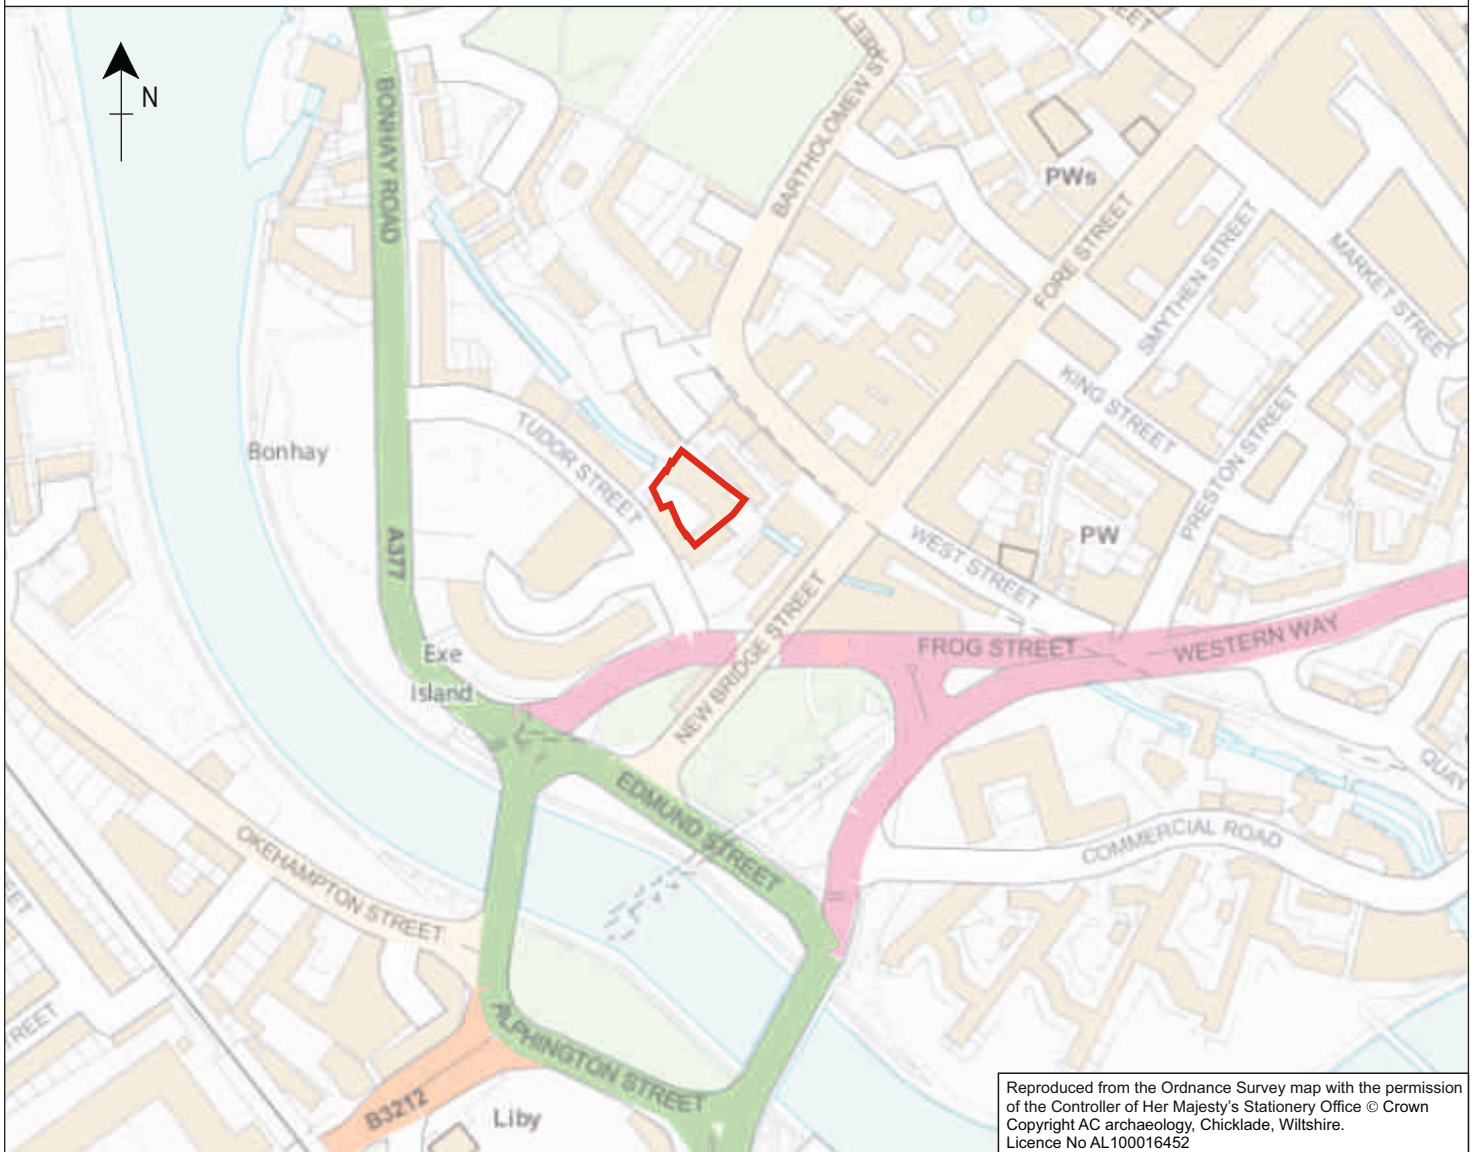 N
BONHAY ROAD
BARTHOLOMEW STREET
PWs
FORE STREET
SMYTHEN STREET
MARKET STREET
KING STREET
PRESTON STREET
Bonhay
TUDOR STREET
A377
WEST STREET
PW
NEW BRIDGE STREET
FROG STREET
WESTERN WAY
Exe
Island
QUAY
EDMUND STREET
COMMERCIAL ROAD
OKEHAMPTON STREET
ALPHINGTON STREET
B3212
Liby
Reproduced from the Ordnance Survey map with the permission
of the Controller of Her Majesty's Stationery Office © Crown
Copyright AC archaeology, Chicklade, Wiltshire.
Licence No AL100016452